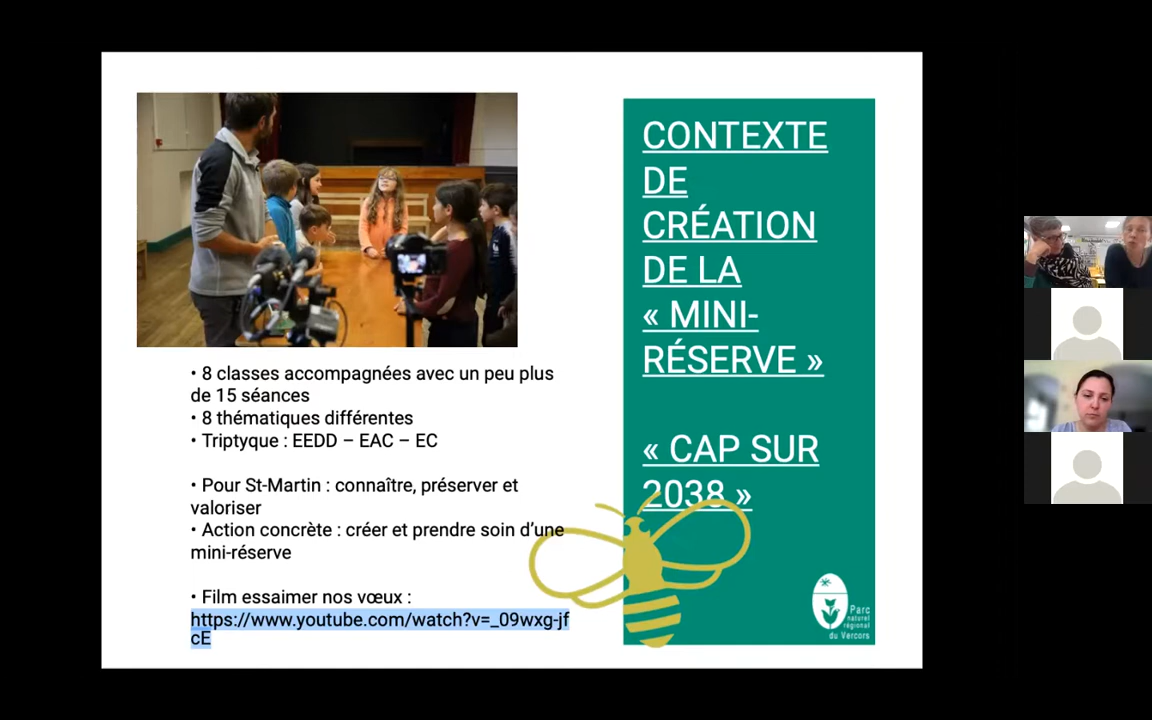 • 8 classes accompagnées avec un peu plus
de 15 séances
• 8 thématiques différentes
• Triptyque : EEDD – EAC – EC
• Pour St-Martin : connaître, préserver et
valoriser
• Action concrète : créer et prendre soin d’une
mini-réserve
• Film essaimer nos vœux :
https://www.youtube.com/watch?v=_09wxg-jf
cE
CONTEXTE
DE
CRÉATION
DE LA
« MINI-
RÉSERVE »
« CAP SUR
2038 »
Parc
naturel
régional
du Vercors